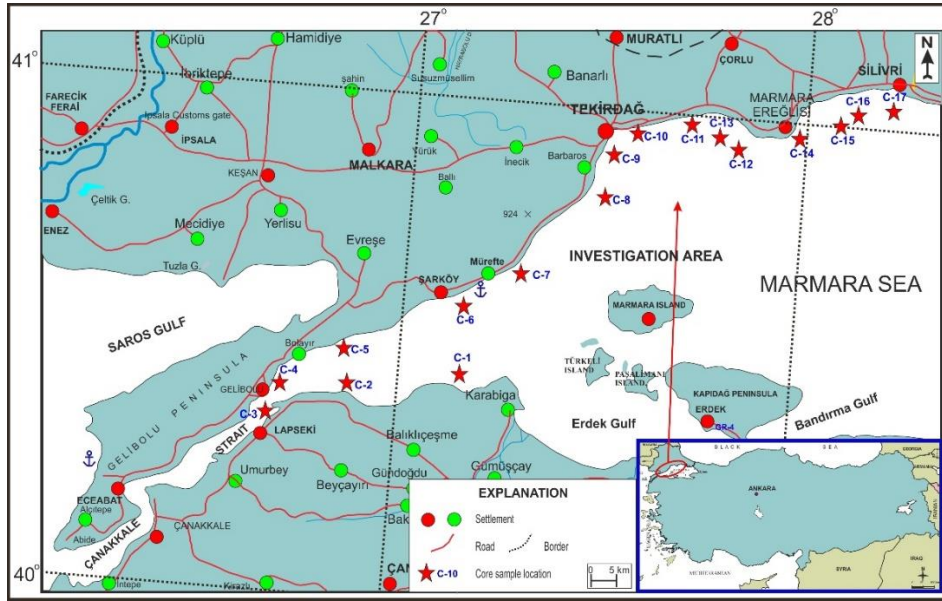 27°
28°
41°
40°
N
Küplü
Hamidiye
İbriktepe
FARECİK
FERAİ
İpsala Customs gate
İPSALA
şahin
Susuzmüsellim
MURATLI
Banarlı
ÇORLU
SİLİVRİ
TEKİRDAĞ
MARMARA
EREĞLİSİ
C-17
C-16
C-15
C-14
C-13
C-12
C-11
C-10
C-9
C-8
MALKARA
Yürük
İnecik
Barbaros
Ballı
KEŞAN
Çeltik G.
ENEZ
Mecidiye
Yerlisu
Tuzla G.
Evreşe
924
Mürefte
ŞARKÖY
C-7
C-6
INVESTIGATION AREA
MARMARA SEA
MARMARA ISLAND
SAROS GULF
Bolayır
C-5
C-4
C-2
C-1
C-3
GELİBOLU
GELİBOLU PENINSULA
TÜRKELİ
ISLAND
PAŞALİMANI
ISLAND
KAPIDAĞ PENINSULA
ERDEK
Erdek Gulf
Bandırma Gulf
Karabiga
LAPSEKİ
STRAIT
ÇANAKKALE
Balıklıçeşme
Umurbey
Beyçayırı
Gündoğdu
Gümüşçay
ECEABAT
Alçıtepe
Abide
ÇANAKKALE
İntepe
Kirazlı
EXPLANATION
Settlement
Road
Border
C-10
Core sample location
0 5 km
BLACK SEA
ANKARA
SYRIA
IRAQ